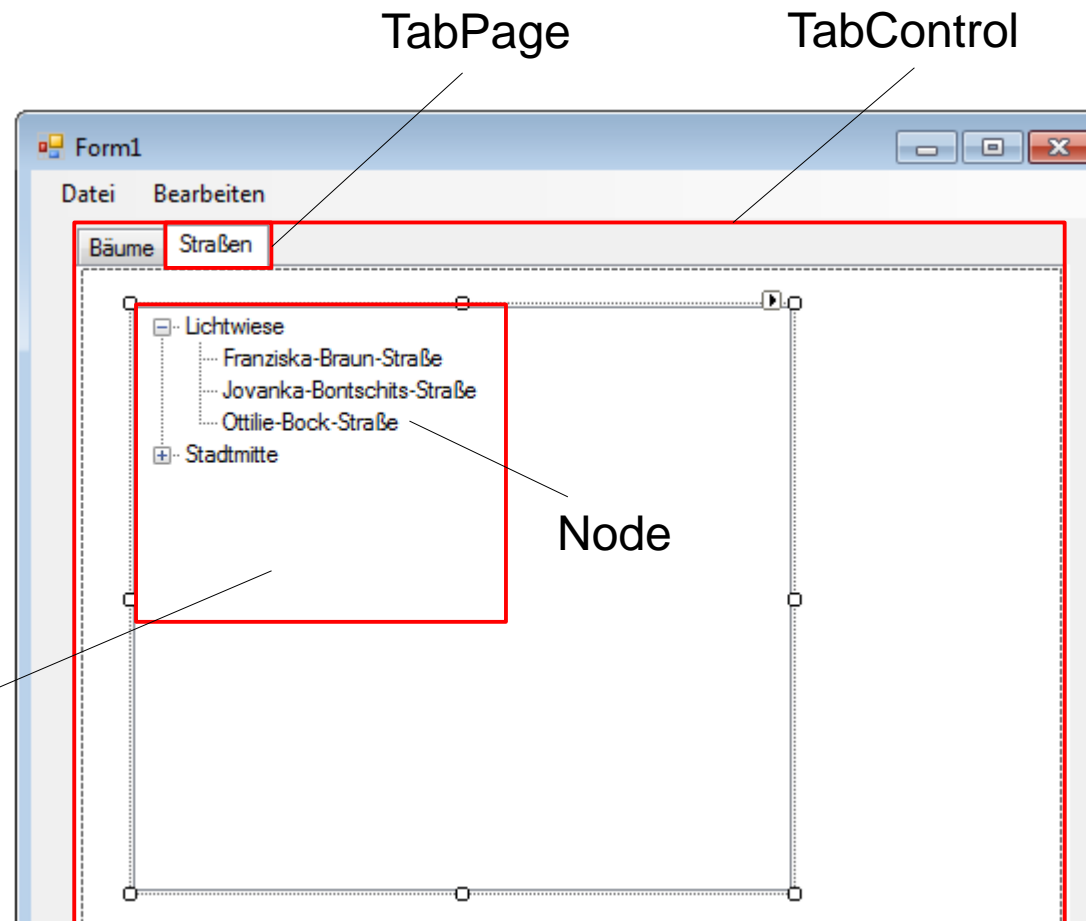 TabPage TabControl
Form1
Datei Bearbeiten
Bäume Straßen
Lichtwiese
Franziska-Braun-Straße
Jovanka-Bontschits-Straße
Ottilie-Bock-Straße
Stadtmitte
Node